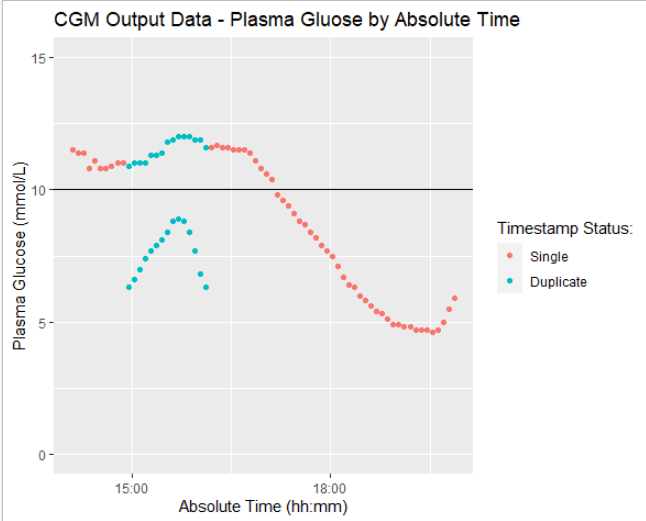 CGM Output Data - Plasma Gluose by Absolute Time
15
10
5
0
Plasma Glucose (mmol/L)
15:00
18:00
Absolute Time (hh:mm)
Timestamp Status:
Single
Duplicate